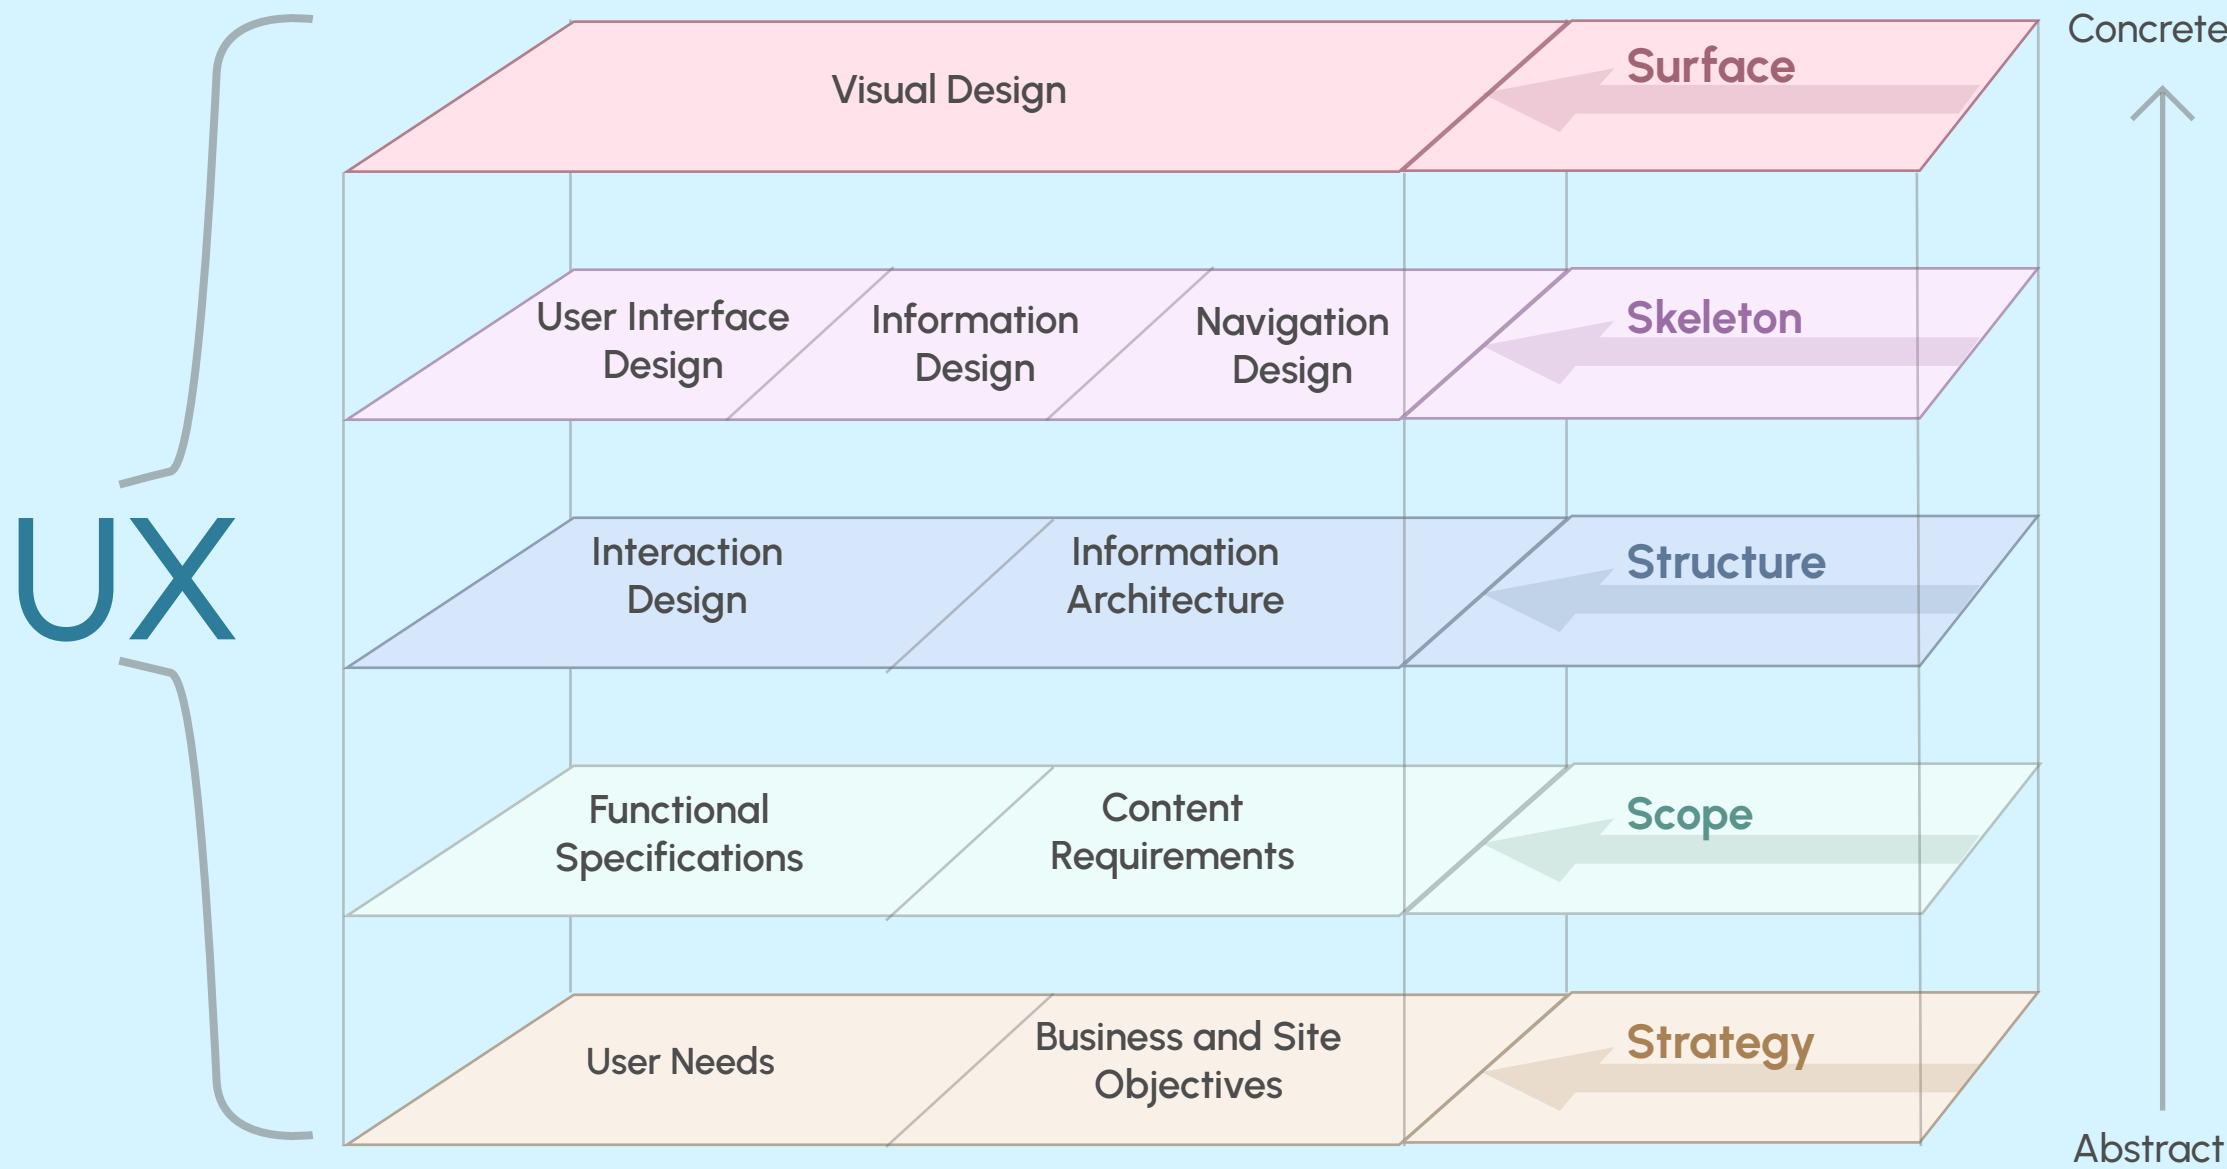 Concrete
Visual Design
Surface
User Interface
Design
Information
Design
Navigation
Design
Skeleton
UX
Interaction
Design
Information
Architecture
Structure
Functional
Specifications
Content
Requirements
Scope
User Needs
Business and Site
Objectives
Strategy
Abstract